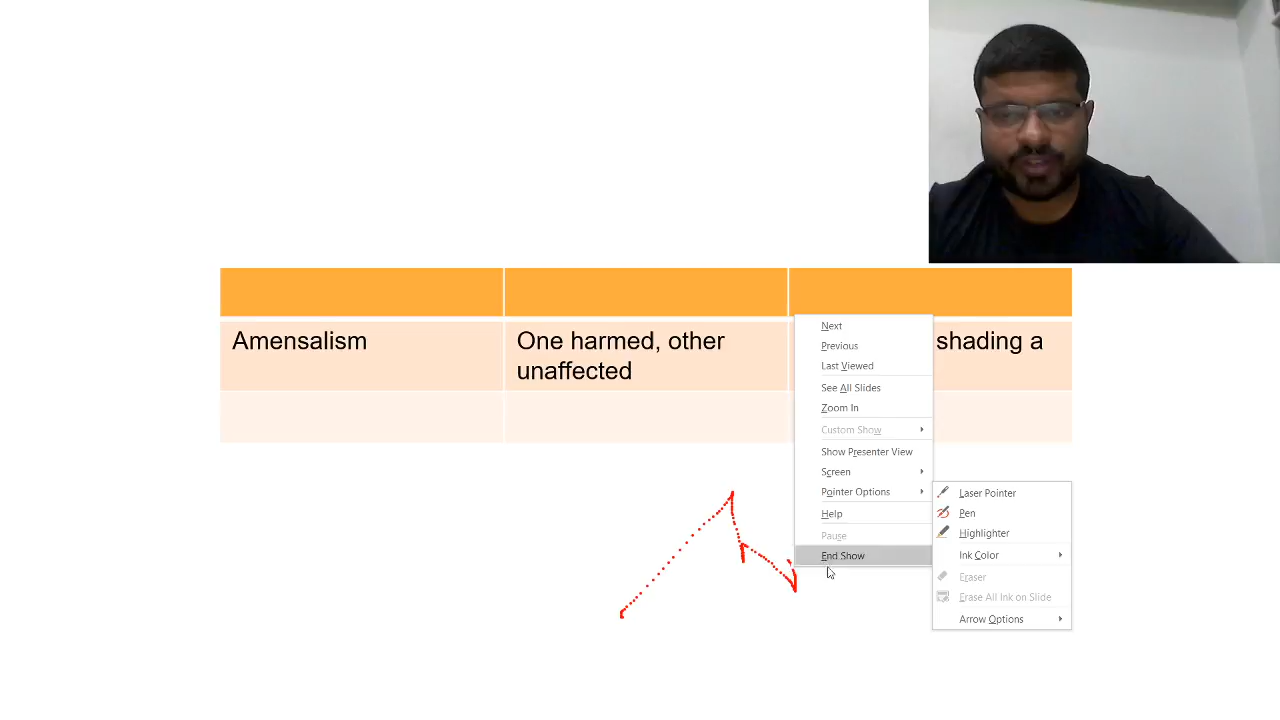 Amensalism
One harmed, other
unaffected
shading a
Next
Previous
Last Viewed
See All Slides
Zoom In
Custom Show
Show Presenter View
Screen
Pointer Options
Help
Pause
End Show
Laser Pointer
Pen
Highlighter
Ink Color
Eraser
Erase All Ink on Slide
Arrow Options